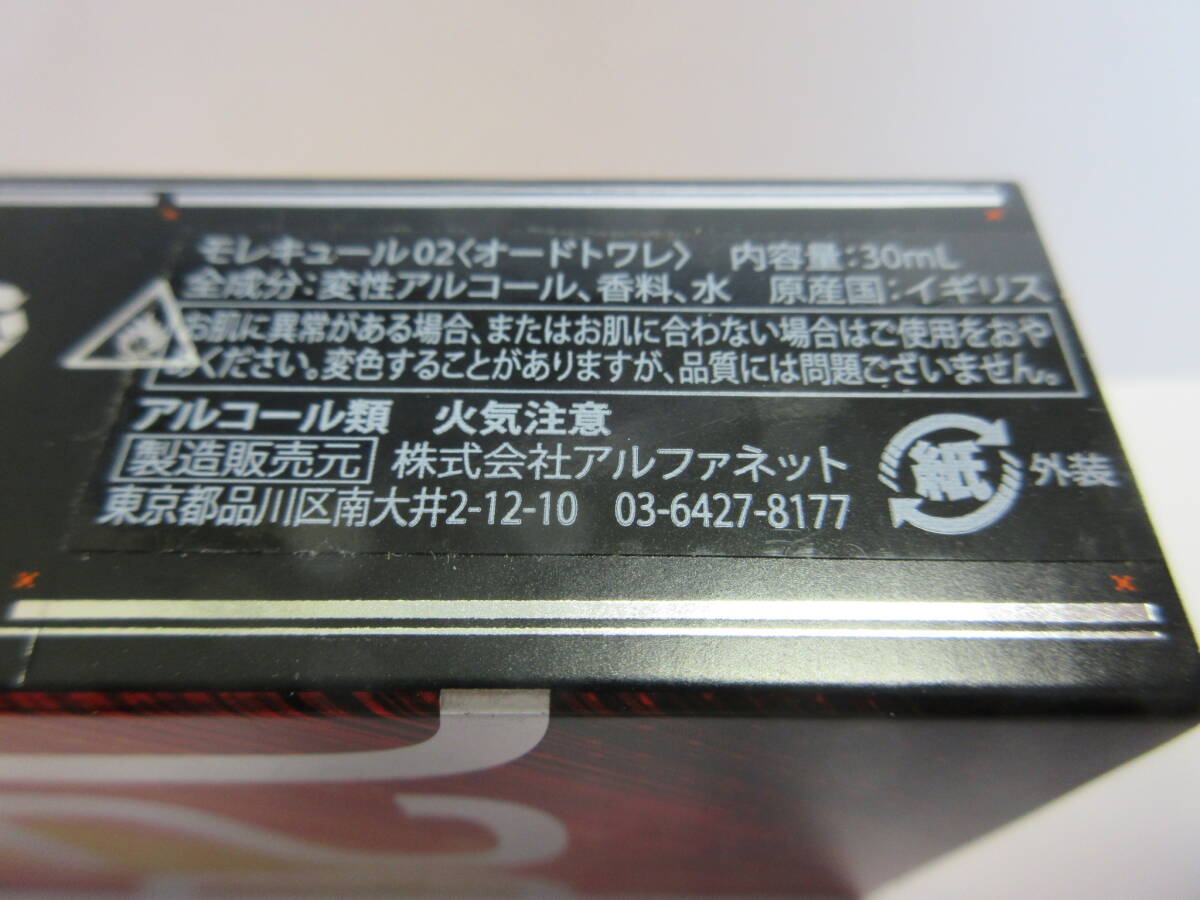 モレキュール02〈オードトワレ〉 内容量:30mL
全成分:変性アルコール、香料、水 原産国:イギリス
お肌に異常がある場合、またはお肌に合わない場合はご使用をおや
めください。変色することがありますが、品質には問題ございません。
アルコール類 火気注意
製造販売元 株式会社アルファネット
東京都品川区南大井2-12-10 03-6427-8177
紙 外装